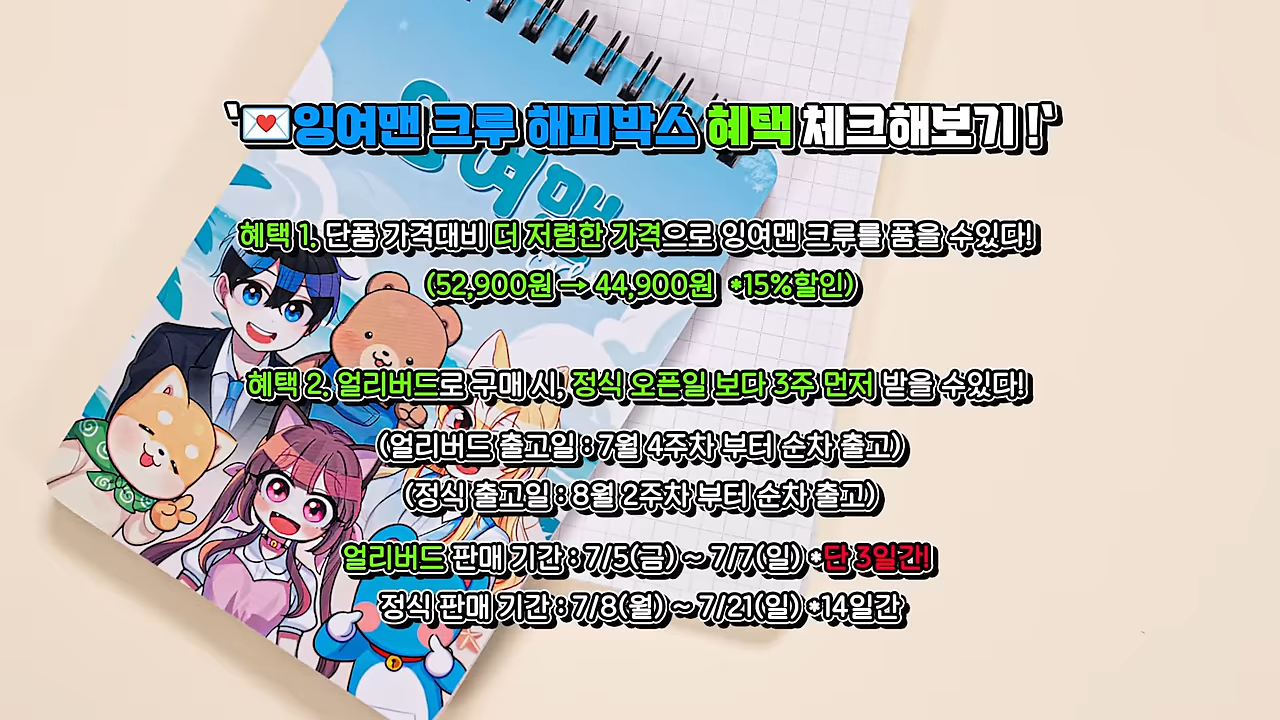 `💌잉여맨 크루 해피박스 혜택 체크해보기 !`
혜택 1. 단품 가격대비 더 저렴한 가격으로 잉여맨 크루를 품을 수있다!
(52,900원 → 44,900원 *15%할인)
혜택 2. 얼리버드로 구매 시, 정식 오픈일 보다 3주 먼저 받을 수있다!
(얼리버드 출고일 : 7월 4주차 부터 순차 출고)
(정식 출고일 : 8월 2주차 부터 순차 출고)
얼리버드 판매 기간 : 7/5(금) ~ 7/7(일) *단 3일간!
정식 판매 기간 : 7/8(월) ~ 7/21(일) *14일간